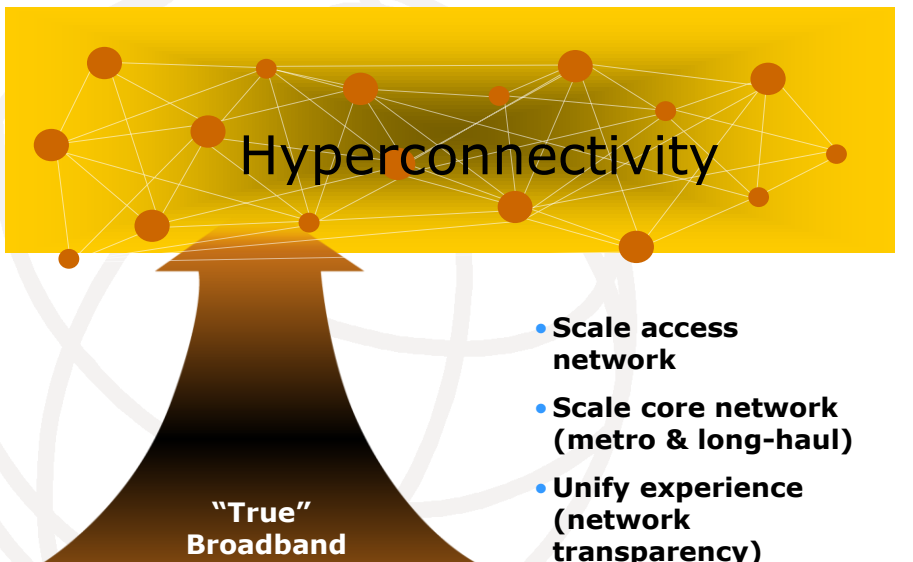 Hyperconnectivity
• Scale access
network
• Scale core network
(metro & long-haul)
• Unify experience
(network
transparency)
“True”
Broadband